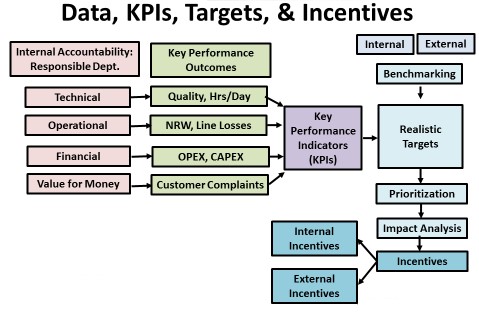 Data, KPIs, Targets, & Incentives
Internal Accountability:
Responsible Dept.
Key Performance
Outcomes
Internal
External
Benchmarking
Technical
Quality, Hrs/Day
Operational
NRW, Line Losses
Financial
OPEX, CAPEX
Value for Money
Customer Complaints
Key
Performance
Indicators
(KPIs)
Realistic
Targets
Prioritization
Impact Analysis
Incentives
Internal
Incentives
External
Incentives